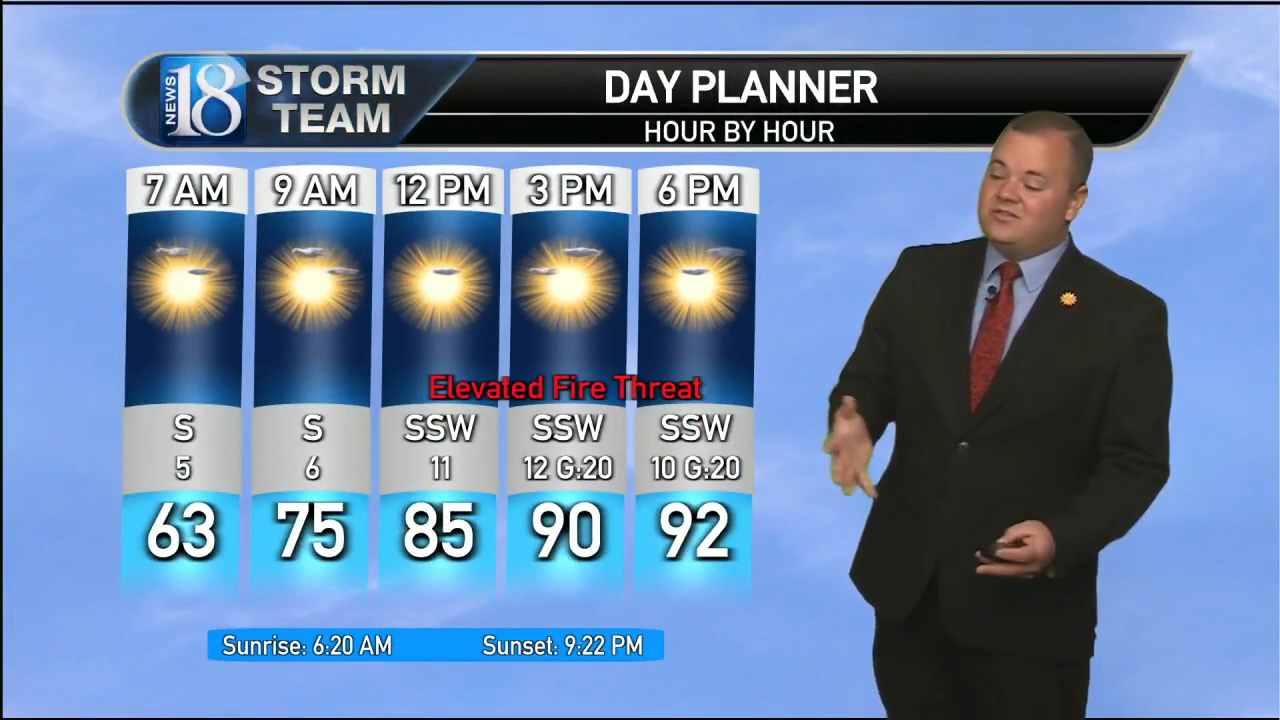 NEWS 18
STORM
TEAM
DAY PLANNER
HOUR BY HOUR
7 AM 9 AM 12 PM 3 PM 6 PM
Elevated Fire Threat
S S SSW SSW SSW
5 6 11 12 G:20 10 G:20
63 75 85 90 92
Sunrise: 6:20 AM Sunset: 9:22 PM